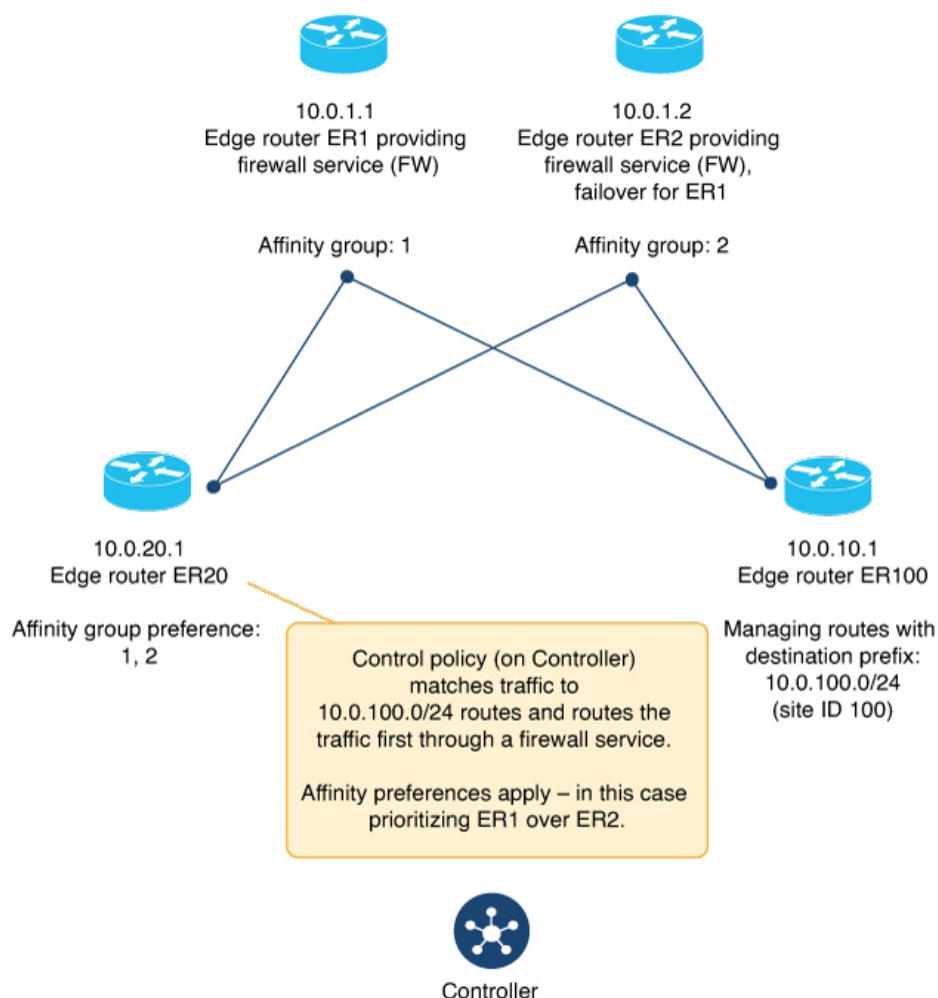 10.0.1.1
Edge router ER1 providing
firewall service (FW)
Affinity group: 1
10.0.1.2
Edge router ER2 providing
firewall service (FW),
failover for ER1
Affinity group: 2
10.0.20.1
Edge router ER20
Affinity group preference:
1, 2
Control policy (on Controller)
matches traffic to
10.0.100.0/24 routes and routes the
traffic first through a firewall service.
Affinity preferences apply – in this case
prioritizing ER1 over ER2.
10.0.10.1
Edge router ER100
Managing routes with
destination prefix:
10.0.100.0/24
(site ID 100)
Controller